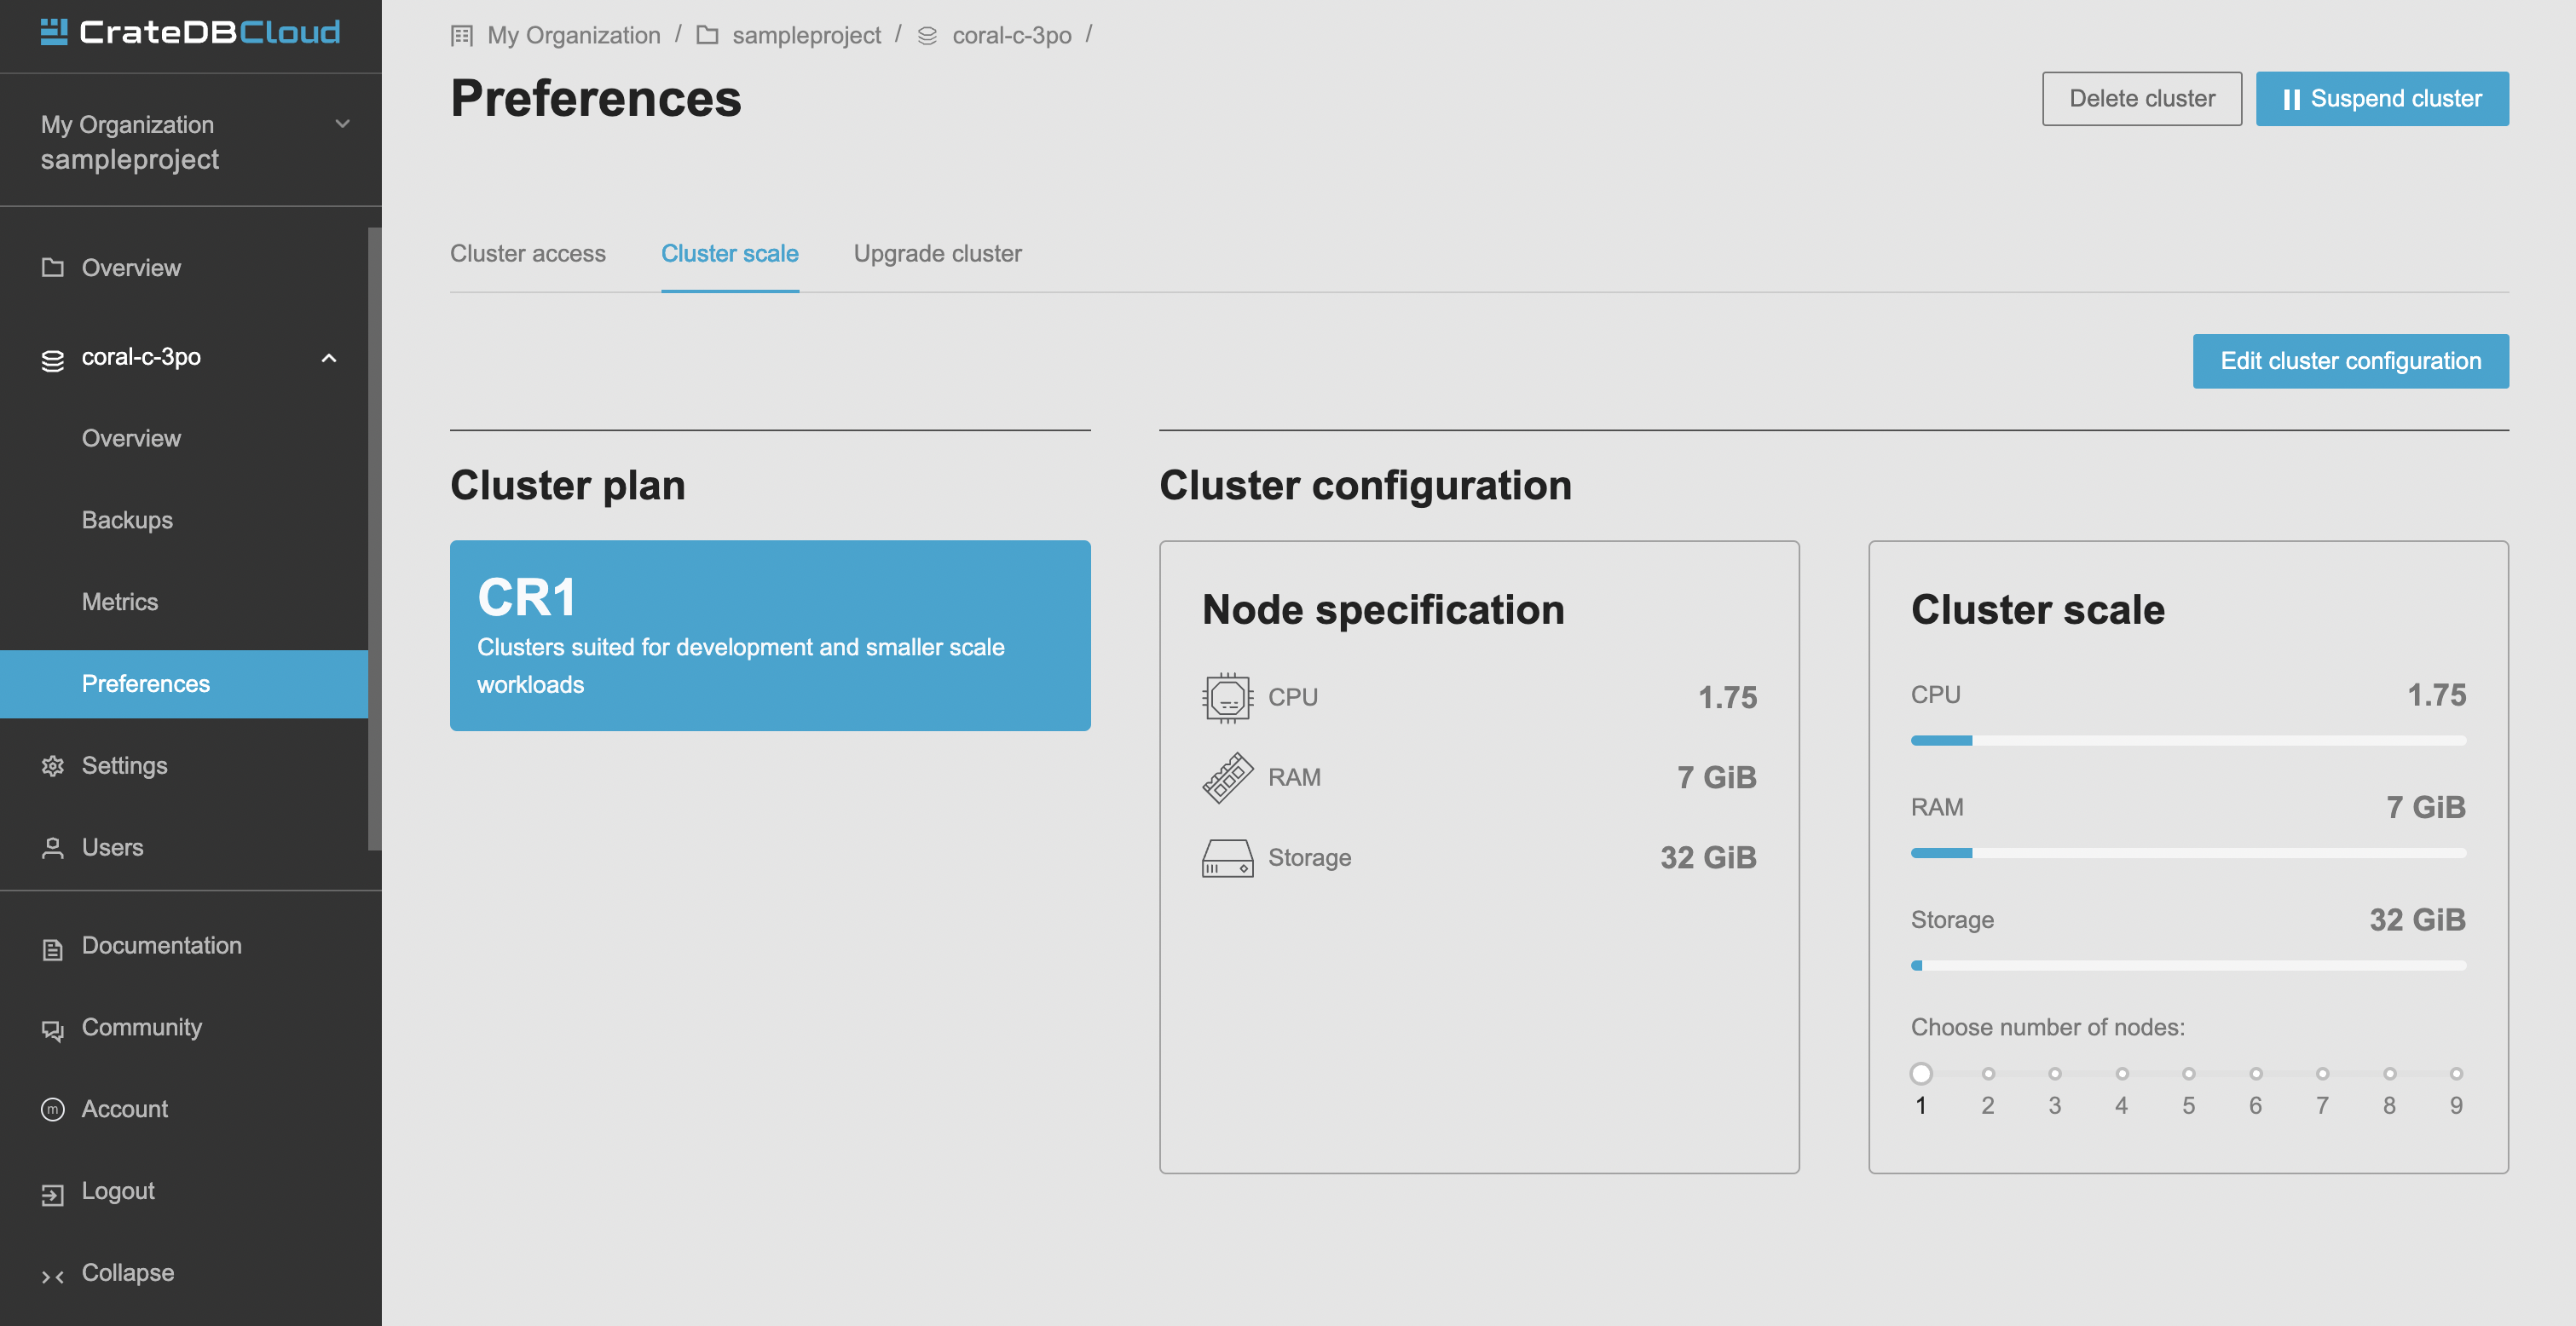 CrateDBCloud
My Organization
sampleproject
Overview
coral-c-3po
Overview
Backups
Metrics
Preferences
Settings
Users
Documentation
Community
m Account
Logout
Collapse
My Organization / sampleproject / coral-c-3po /
Preferences
Delete cluster
Suspend cluster
Cluster access
Cluster scale
Upgrade cluster
Edit cluster configuration
Cluster plan
CR1
Clusters suited for development and smaller scale
workloads
Cluster configuration
Node specification
CPU 1.75
RAM 7 GiB
Storage 32 GiB
Cluster scale
CPU 1.75
RAM 7 GiB
Storage 32 GiB
Choose number of nodes:
1 2 3 4 5 6 7 8 9